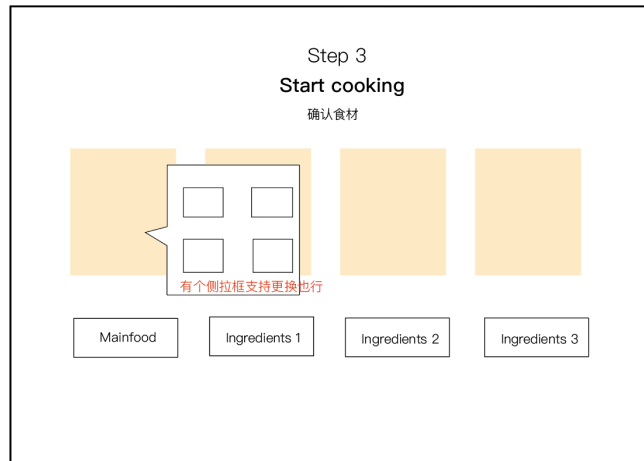 Step 3
Start cooking
确认食材
有个侧拉框支持更换也行
Mainfood
Ingredients 1
Ingredients 2
Ingredients 3